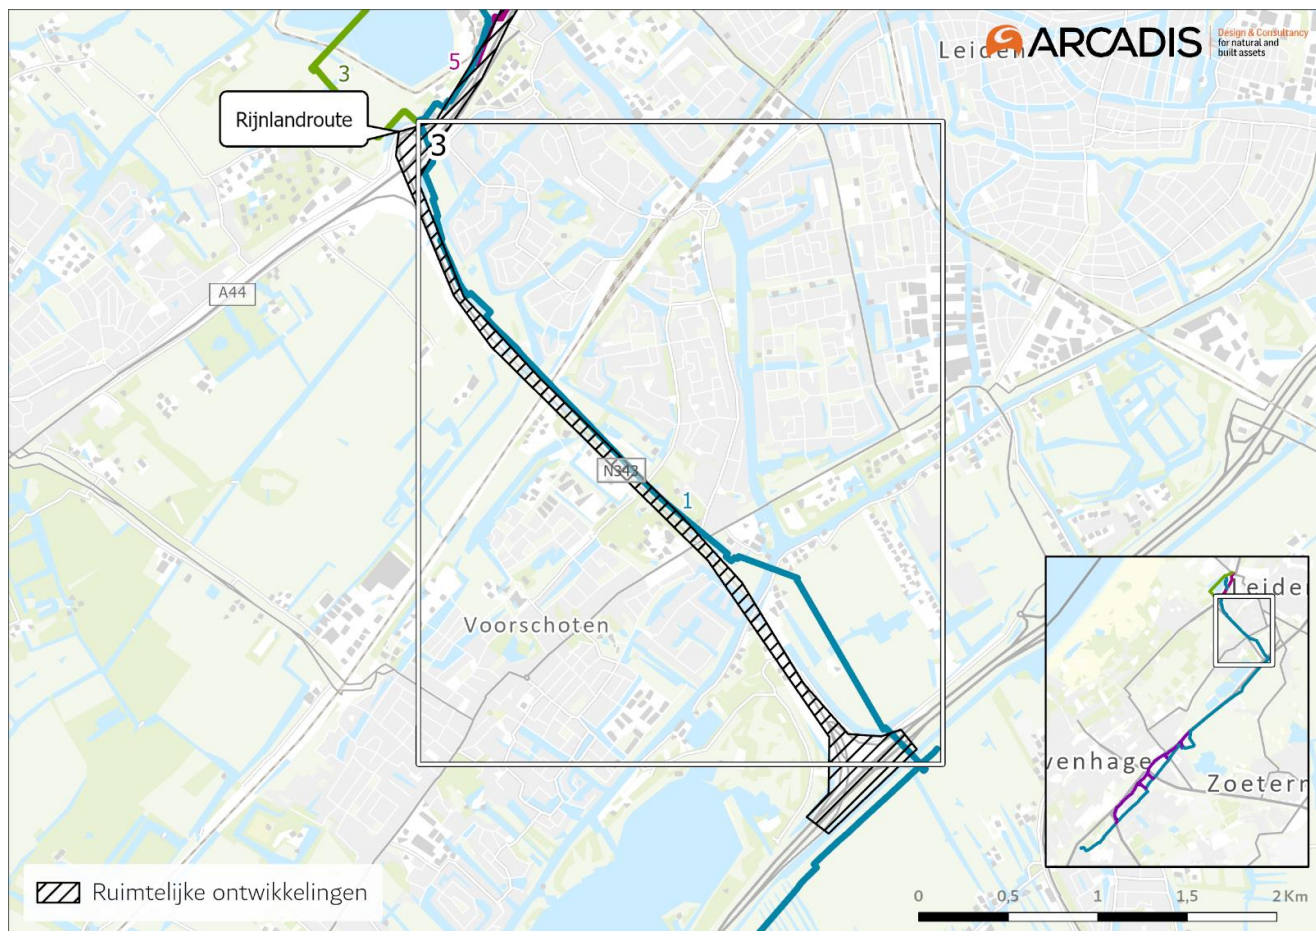 Leiden
ARCADIS
Design & Consultancy
for natural and
built assets
5
3
Rijnlandroute
3
A44
N343
1
Voorschoten
Leiden
venhage
Zoeterm
Ruimtelijke ontwikkelingen
0 0,5 1 1,5 2 Km